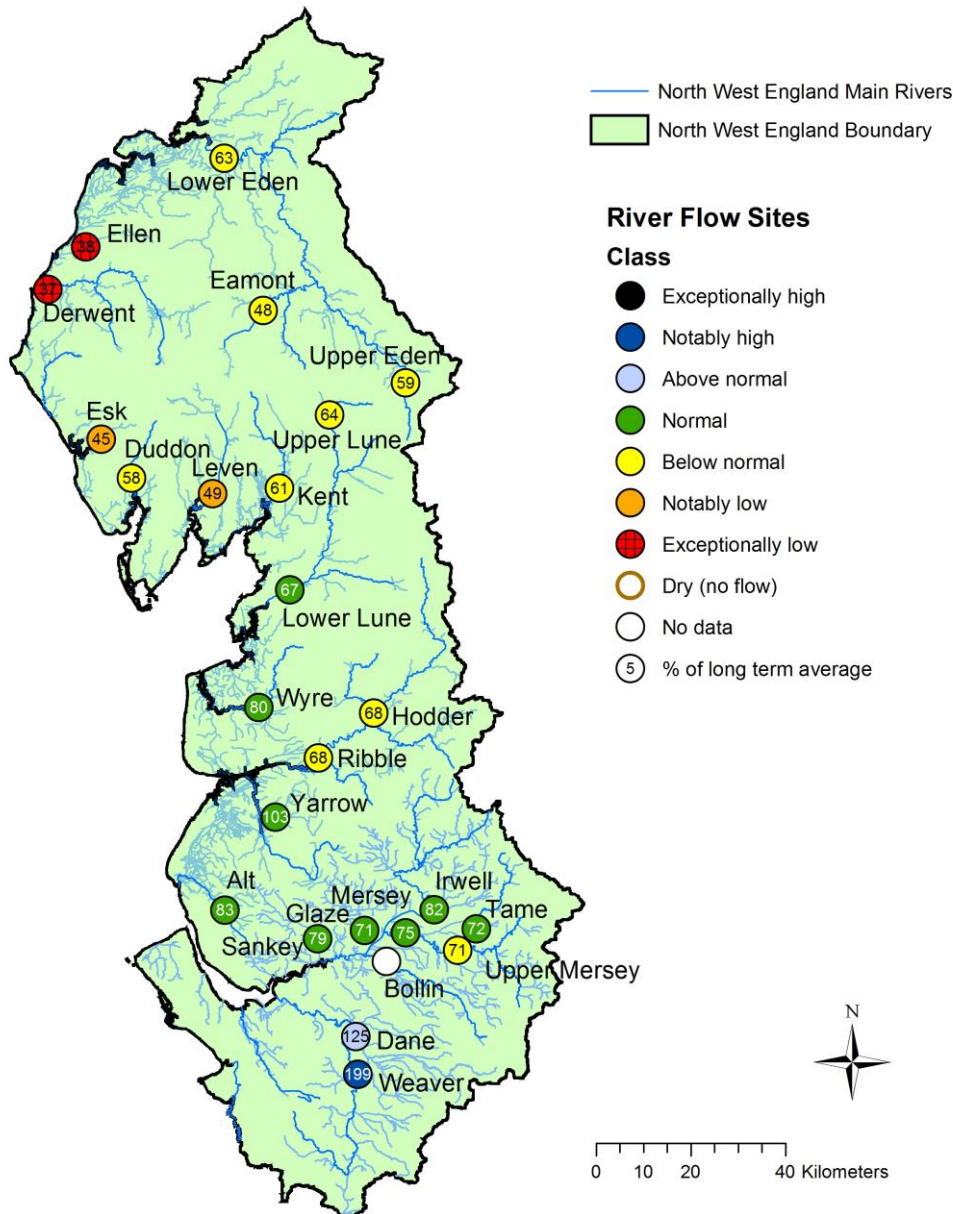 North West England Main Rivers
North West England Boundary
River Flow Sites
Class
Exceptionally high
Notably high
Above normal
Normal
Below normal
Notably low
Exceptionally low
Dry (no flow)
No data
5 % of long term average
63
Lower Eden
38 Ellen
37
Derwent
Eamont
48
Upper Eden
59
64
Upper Lune
Esk
45
Duddon
58
Leven
49
61 Kent
67
Lower Lune
80 Wyre
68 Hodder
68 Ribble
103 Yarrow
Alt
83
Glaze
Sankey 79
71
Mersey
75
Irwell
82
Tame
72
71
Upper Mersey
Bollin
125 Dane
199 Weaver
N
0 10 20 40 Kilometers